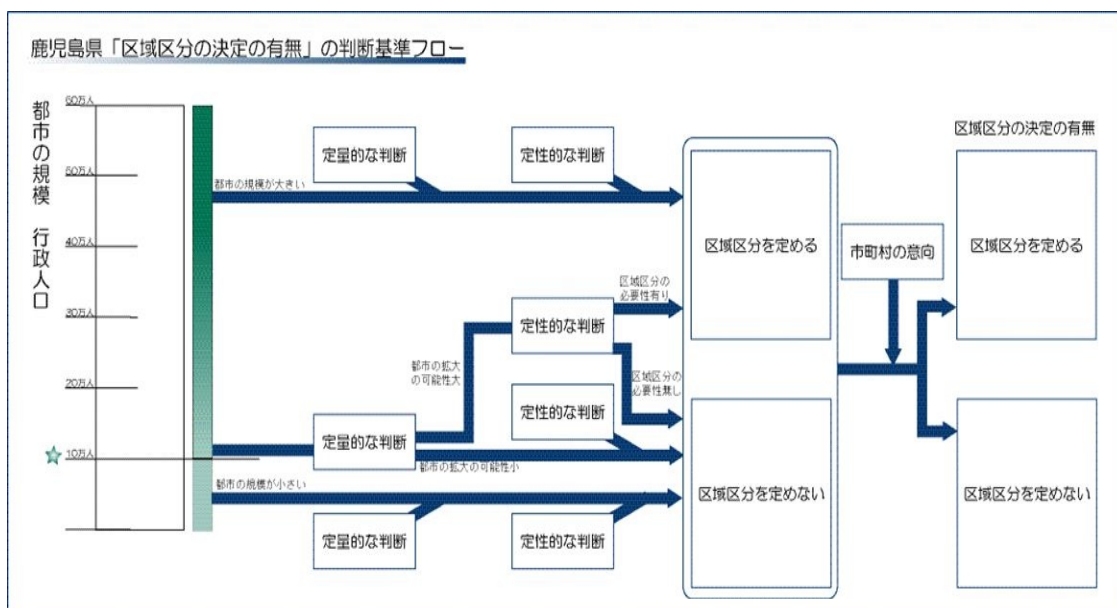 鹿児島県「区域区分の決定の有無」の判断基準フロー
都市の規模 行政人口
60万人
50万人
40万人
30万人
20万人
10万人
都市の規模が大きい
定量的な判断
定性的な判断
定量的な判断
都市の拡大
の可能性大
定性的な判断
区域区分の
必要性有り
区域区分の
必要性無し
定性的な判断
都市の拡大の可能性小
都市の規模が小さい
定量的な判断
定性的な判断
区域区分を定める
区域区分を定めない
市町村の意向
区域区分の決定の有無
区域区分を定める
区域区分を定めない